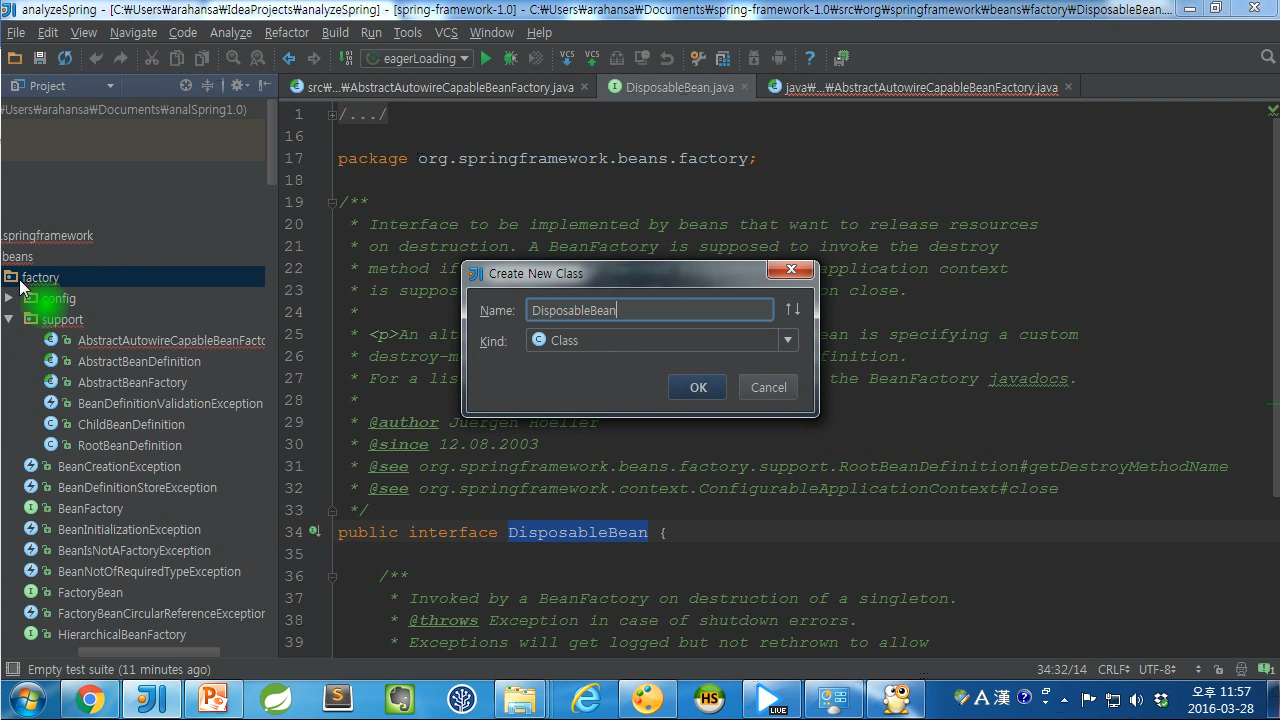 analyzeSpring - [C:₩Users₩arahansa₩IdeaProjects₩analyzeSpring] - [spring-framework-1.0] - C:₩Users₩arahansa₩Documents₩spring-framework-1.0₩src₩org₩springframework₩beans₩factory₩DisposableBean....
File Edit View Navigate Code Analyze Refactor Build Run Tools VCS Window Help
eagerLoading
VCS VCS
Project
src₩...₩AbstractAutowireCapableBeanFactory.java
DisposableBean.java
java₩...₩AbstractAutowireCapableBeanFactory.java
₩Users₩arahansa₩Documents₩analSpring1.0)
.springframework
beans
factory
config
support
AbstractAutowireCapableBeanFacto
AbstractBeanDefinition
AbstractBeanFactory
BeanDefinitionValidationException
ChildBeanDefinition
RootBeanDefinition
BeanCreationException
BeanDefinitionStoreException
BeanFactory
BeanInitializationException
BeanIsNotAFactoryException
BeanNotOfRequiredTypeException
FactoryBean
FactoryBeanCircularReferenceException
HierarchicalBeanFactory
1 /.../
16
17 package org.springframework.beans.factory;
18
19 /**
20 * Interface to be implemented by beans that want to release resources
21 * on destruction. A BeanFactory is supposed to invoke the destroy
22 * method if application context
23 * is suppos on close.
24 *
25 * <p>An alt an is specifying a custom
26 * destroy-m finition.
27 * For a lis the BeanFactory javadocs.
28 *
29 * @author Juergen Hoeller
30 * @since 12.08.2003
31 * @see org.springframework.beans.factory.support.RootBeanDefinition#getDestroyMethodName
32 * @see org.springframework.context.ConfigurableApplicationContext#close
33 */
34 public interface DisposableBean {
35
36 /**
37 * Invoked by a BeanFactory on destruction of a singleton.
38 * @throws Exception in case of shutdown errors.
39 * Exceptions will get logged but not rethrown to allow
Create New Class
Name: DisposableBean
Kind: Class
OK Cancel
Empty test suite (11 minutes ago)
34:32/14 CRLF UTF-8
LIVE
HS
A 漢
오후 11:57
2016-03-28